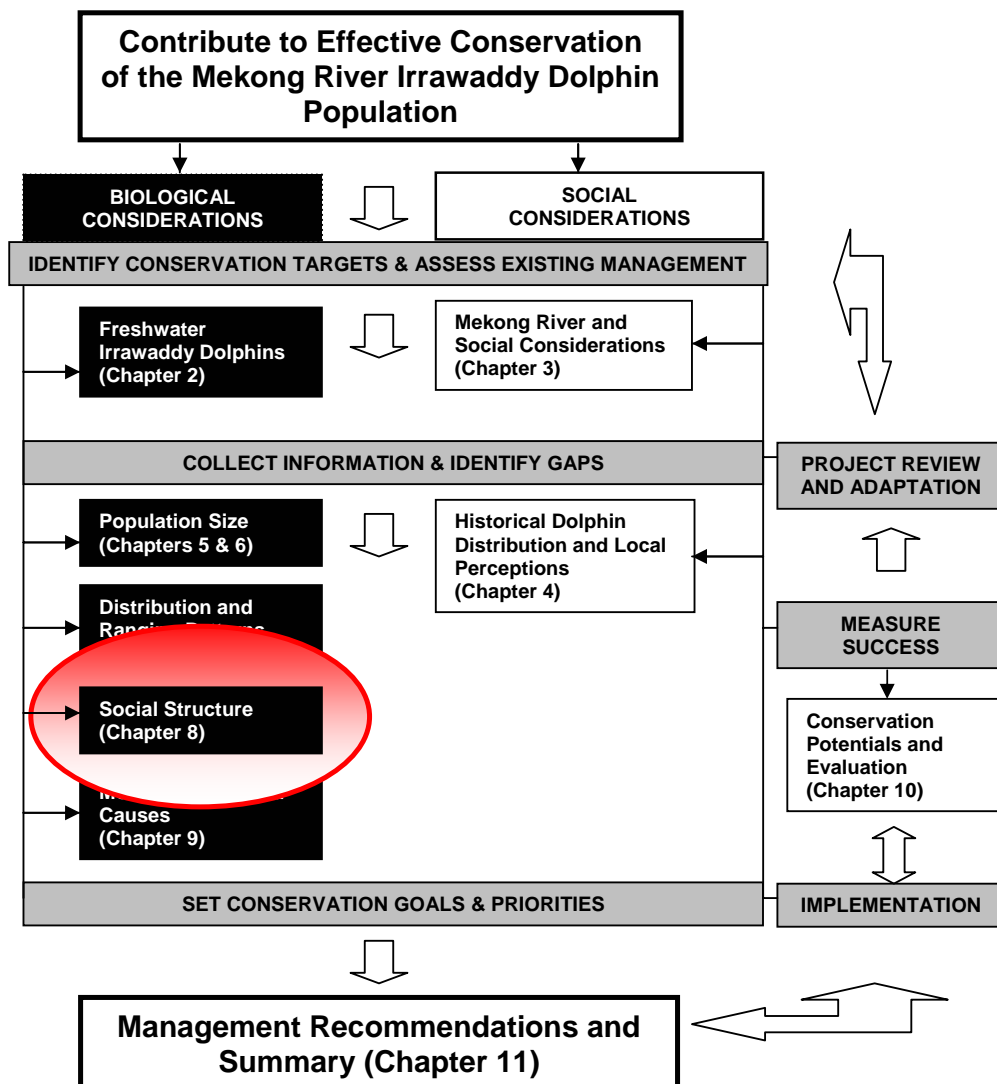 Contribute to Effective Conservation
of the Mekong River Irrawaddy Dolphin
Population
BIOLOGICAL
CONSIDERATIONS
SOCIAL
CONSIDERATIONS
IDENTIFY CONSERVATION TARGETS & ASSESS EXISTING MANAGEMENT
Freshwater
Irrawaddy Dolphins
(Chapter 2)
Mekong River and
Social Considerations
(Chapter 3)
COLLECT INFORMATION & IDENTIFY GAPS
PROJECT REVIEW
AND ADAPTATION
Population Size
(Chapters 5 & 6)
Historical Dolphin
Distribution and Local
Perceptions
(Chapter 4)
Distribution and
Ranging Patterns
MEASURE
SUCCESS
Social Structure
(Chapter 8)
Conservation
Potentials and
Evaluation
(Chapter 10)
Causes
(Chapter 9)
SET CONSERVATION GOALS & PRIORITIES
IMPLEMENTATION
Management Recommendations and
Summary (Chapter 11)